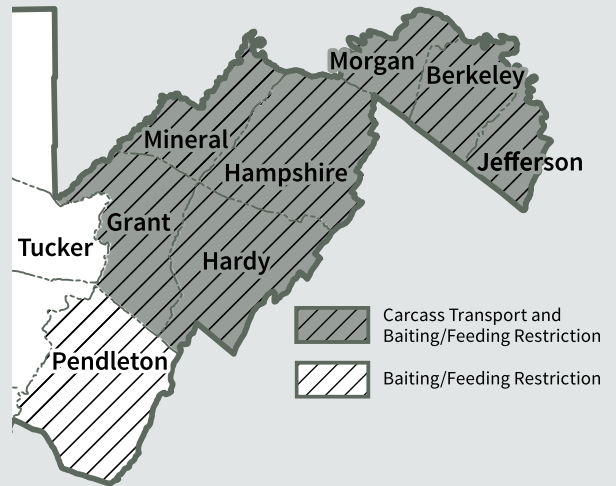 Morgan
Berkeley
Mineral
Hampshire
Jefferson
Grant
Tucker
Hardy
Pendleton
Carcass Transport and
Baiting/Feeding Restriction
Baiting/Feeding Restriction